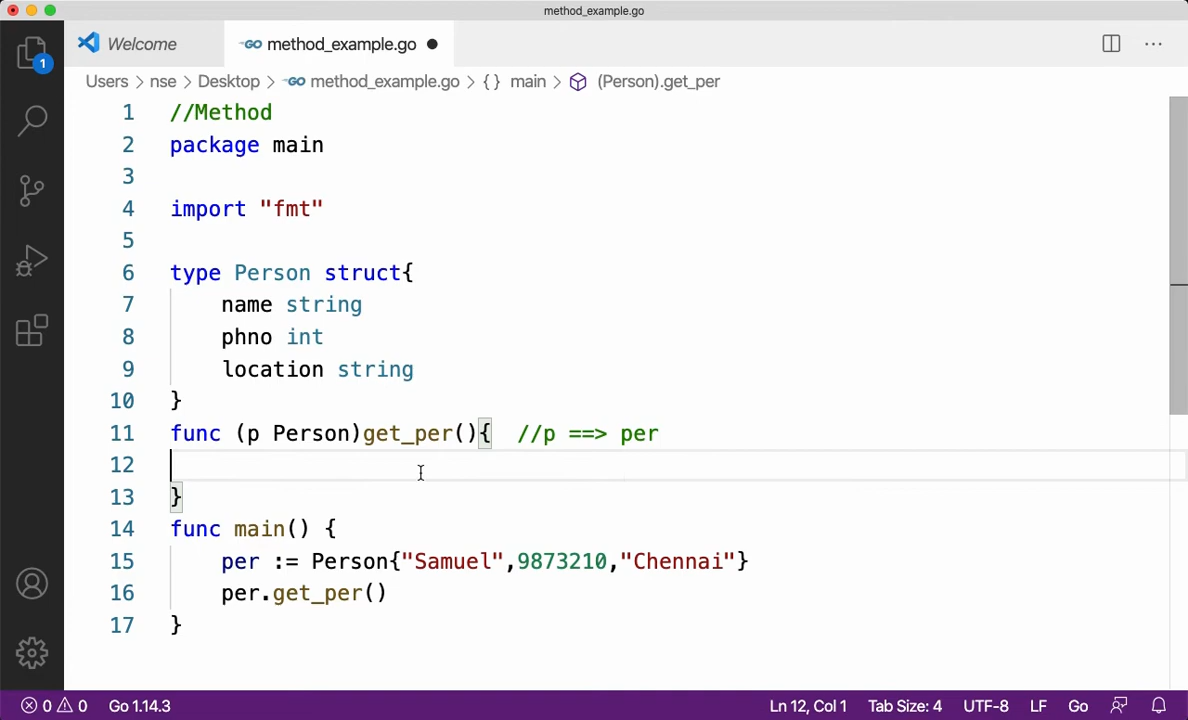 method_example.go
Welcome
GO method_example.go
Users > nse > Desktop > GO method_example.go > {} main > (Person).get_per
1
1 //Method
2 package main
3
4 import "fmt"
5
6 type Person struct{
7 name string
8 phno int
9 location string
10 }
11 func (p Person)get_per(){ //p ==> per
12
13 }
14 func main() {
15 per := Person{"Samuel",9873210,"Chennai"}
16 per.get_per()
17 }
0 0 Go 1.14.3 Ln 12, Col 1 Tab Size: 4 UTF-8 LF Go